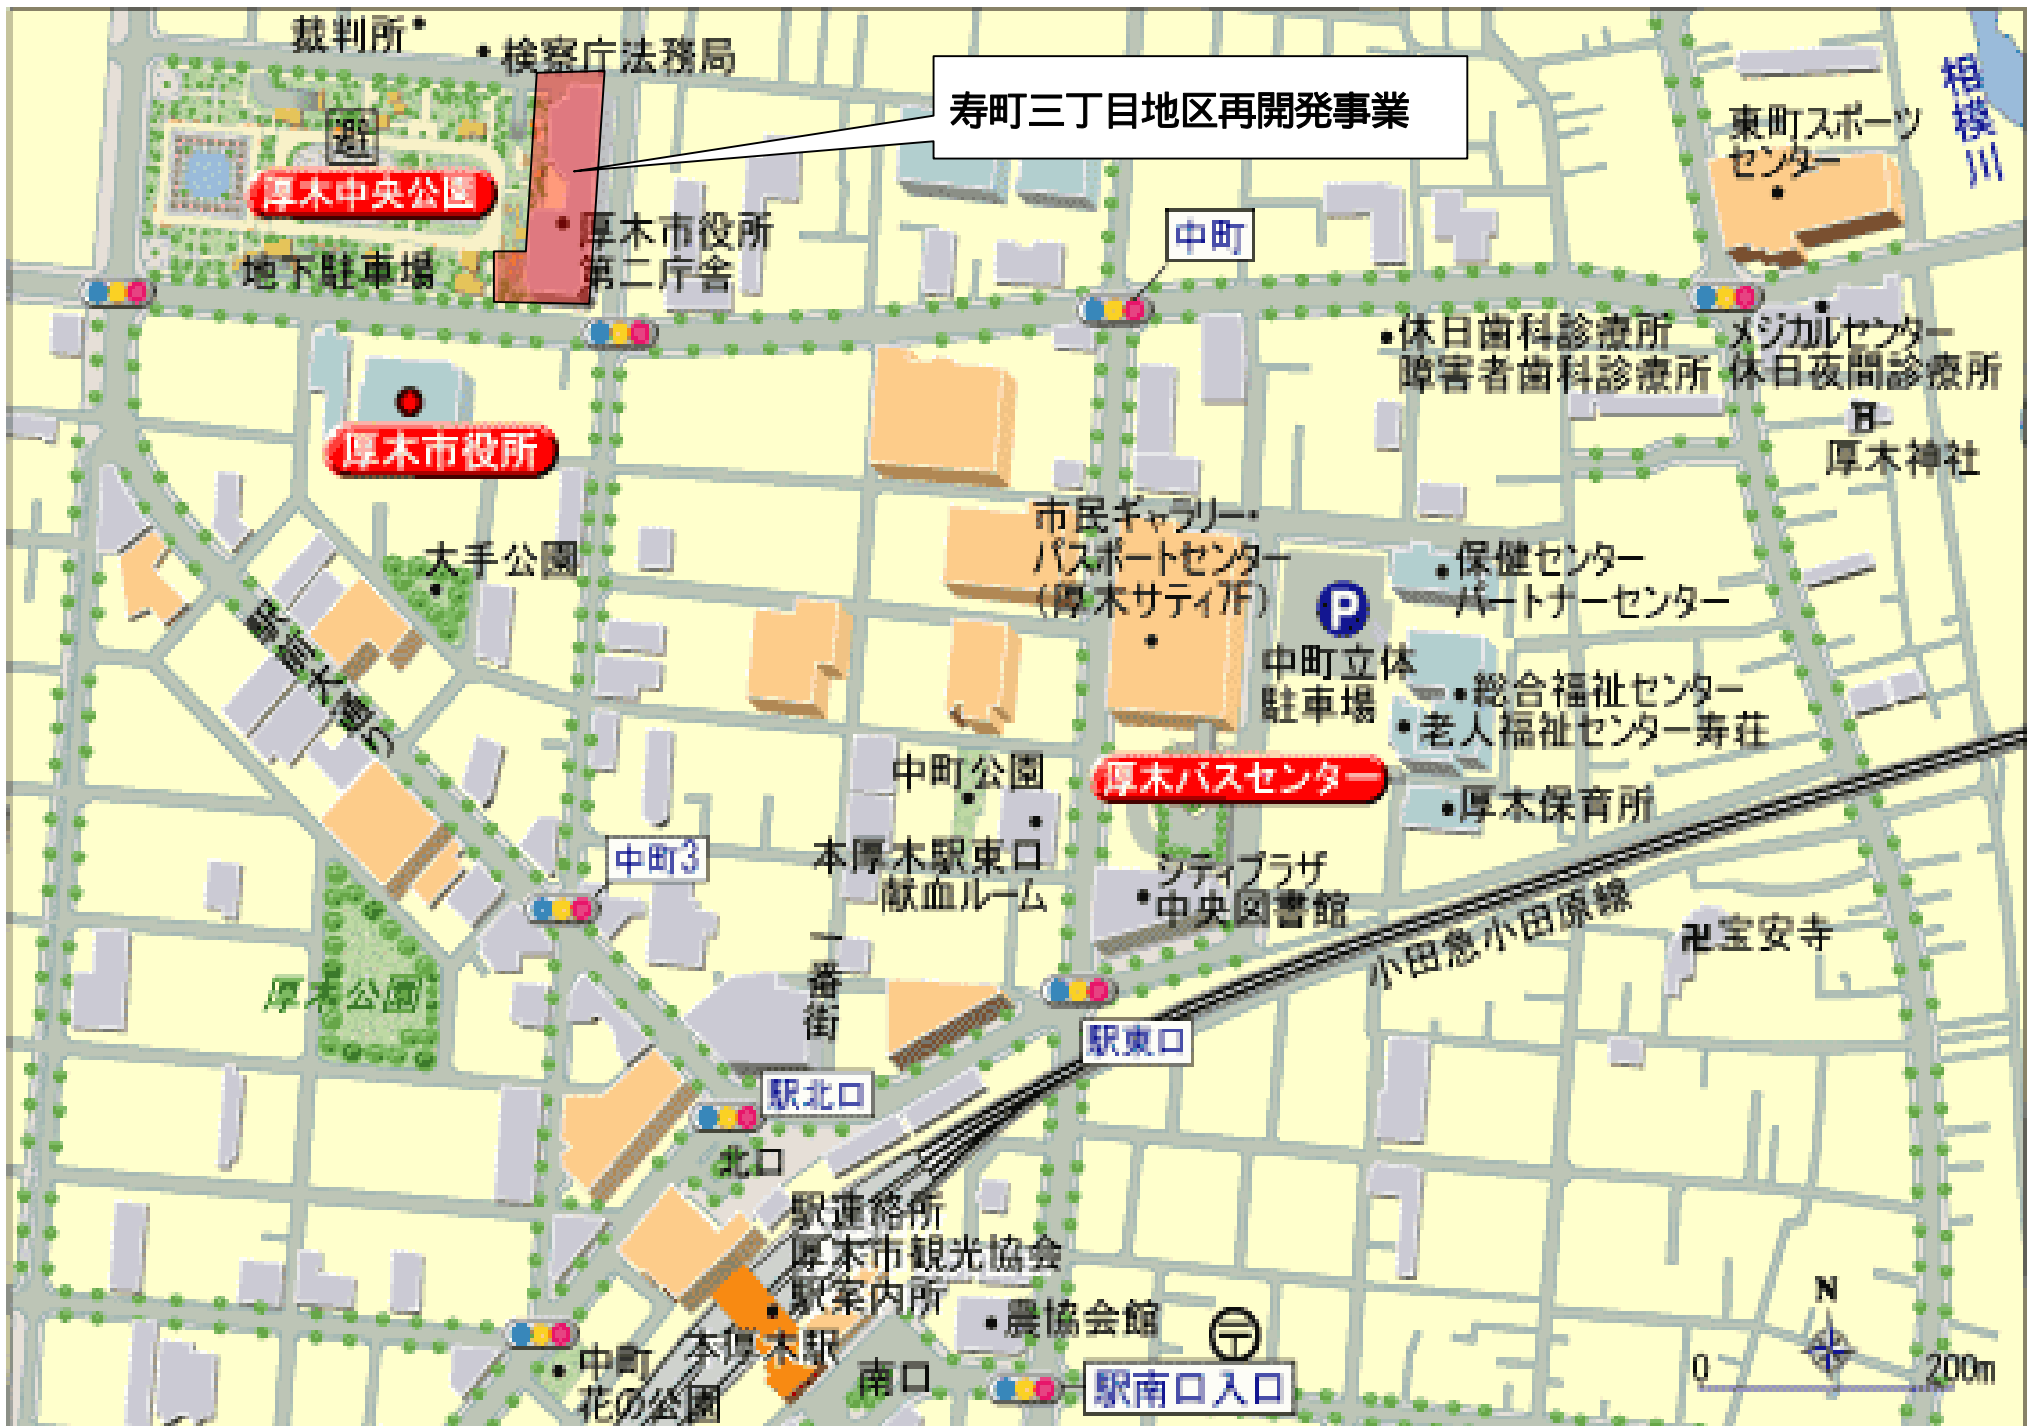 裁判所
検察庁法務局
寿町三丁目地区再開発事業
相模川
東町スポーツ
センター
避
厚木中央公園
厚木市役所
第二庁舎
地下駐車場
中町
休日歯科診療所
障害者歯科診療所
メジカルセンター
休日夜間診療所
厚木市役所
厚木神社
市民ギャラリー・
パスポートセンター
(厚木サティ7F)
大手公園
保健センター
パートナーセンター
P
駅前大通り
中町立体
駐車場
総合福祉センター
老人福祉センター寿荘
中町公園
厚木バスセンター
厚木保育所
中町3
本厚木駅東口
献血ルーム
シティプラザ
中央図書館
小田急小田原線
卍宝安寺
厚木公園
一番街
駅東口
駅北口
北口
駅連絡所
厚木市観光協会
駅案内所
本厚木駅
農協会館
〒
中町
花の公園
南口
駅南口入口
N
0 200m